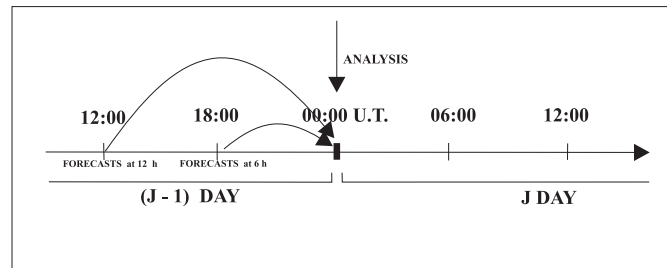 ANALYSIS
12:00 18:00 00:00 U.T. 06:00 12:00
FORECASTS at 12 h FORECASTS at 6 h
(J - 1) DAY J DAY